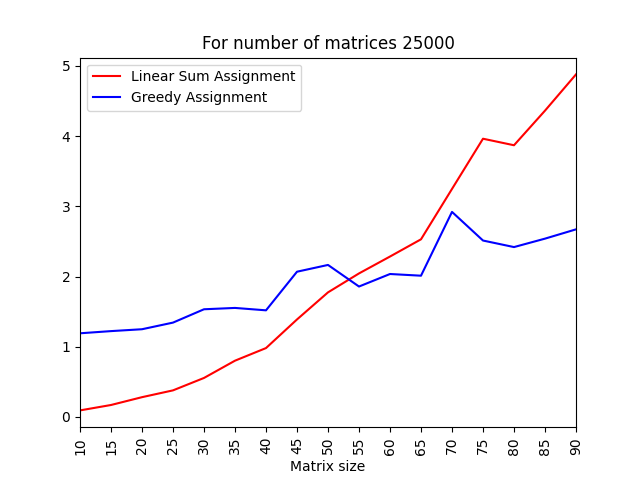 For number of matrices 25000
Linear Sum Assignment
Greedy Assignment
5
4
3
2
1
0
10 15 20 25 30 35 40 45 50 55 60 65 70 75 80 85 90
Matrix size